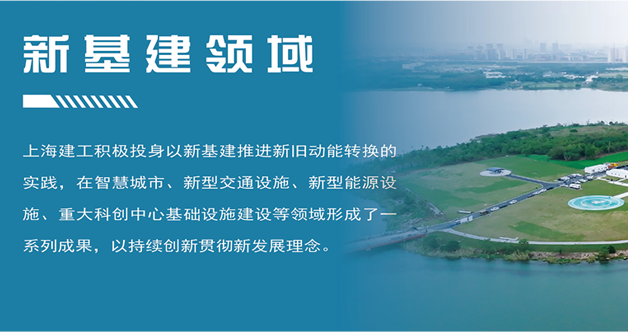 新基建领域
上海建工积极投身以新基建推进新旧动能转换的
实践，在智慧城市、新型交通设施、新型能源设
施、重大科创中心基础设施建设等领域形成了一
系列成果，以持续创新贯彻新发展理念。